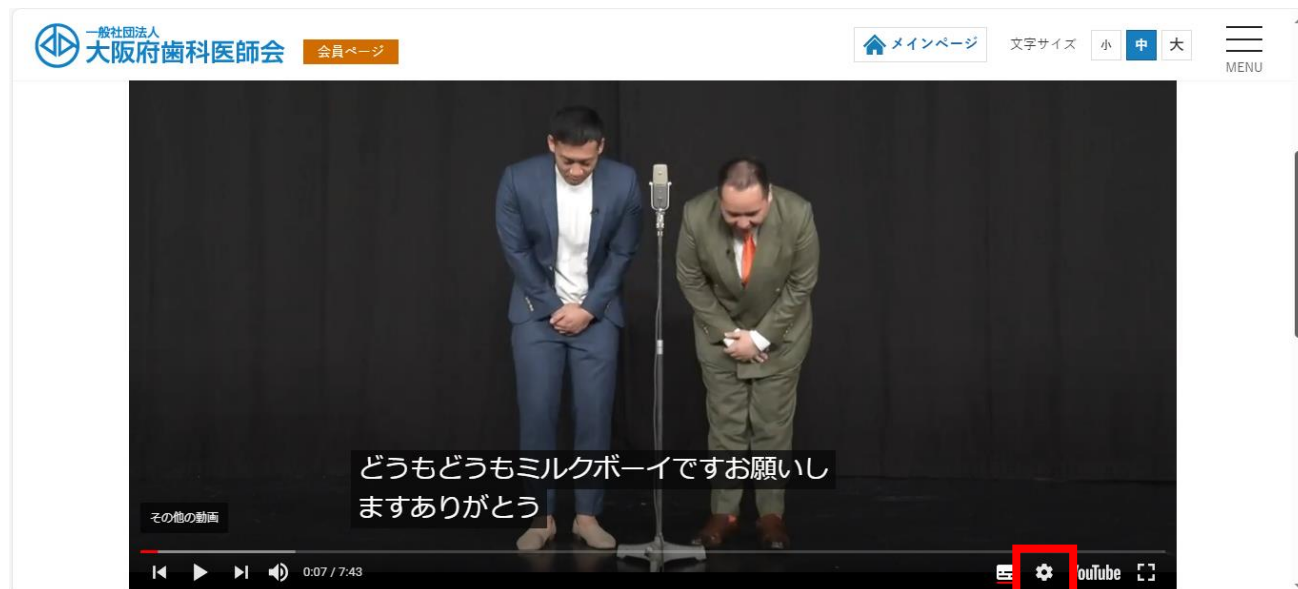 一般社団法人
大阪府歯科医師会
会員ページ
メインページ
文字サイズ 小 中 大
MENU
どうもどうもミルクボーイですお願いし
ますありがとう
その他の動画
0:07 / 7:43
YouTube